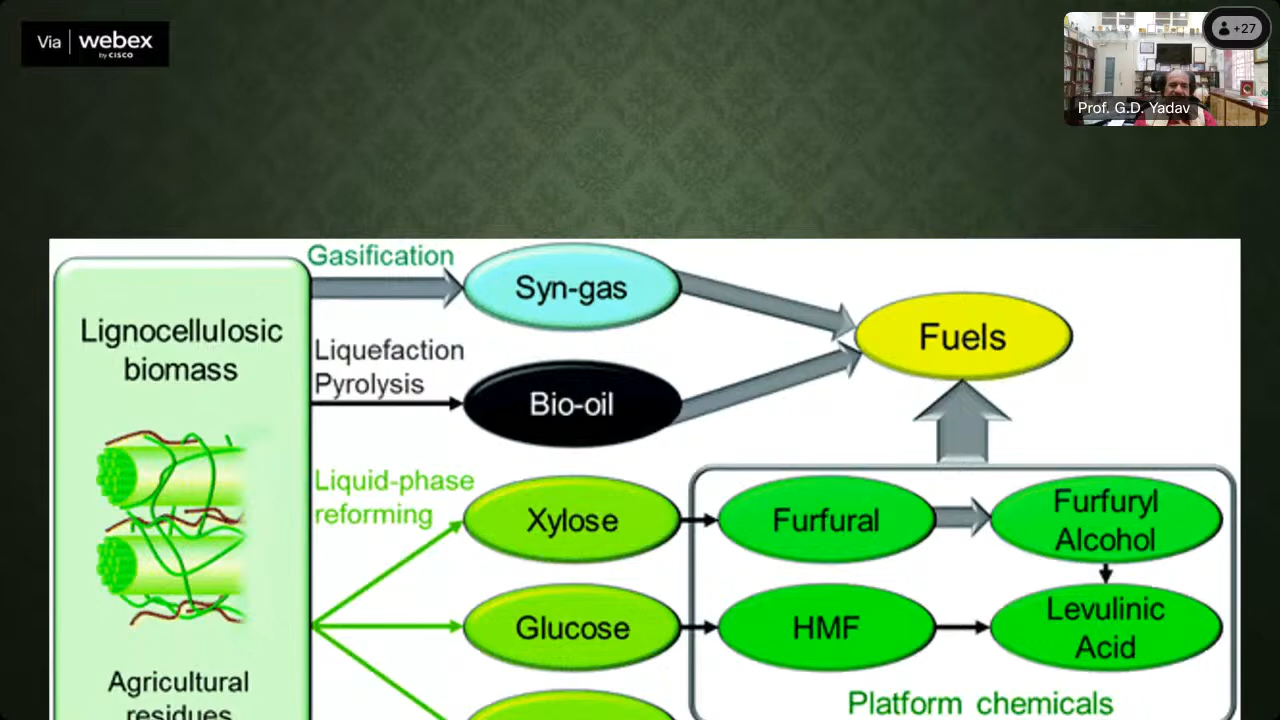 Via webex
by CISCO
+27
Prof. G.D. Yadav
Gasification
Syn-gas
Fuels
Lignocellulosic
biomass
Liquefaction
Pyrolysis
Bio-oil
Liquid-phase
reforming
Xylose
Furfural
Furfuryl
Alcohol
Glucose
HMF
Levulinic
Acid
Agricultural
residues
Platform chemicals